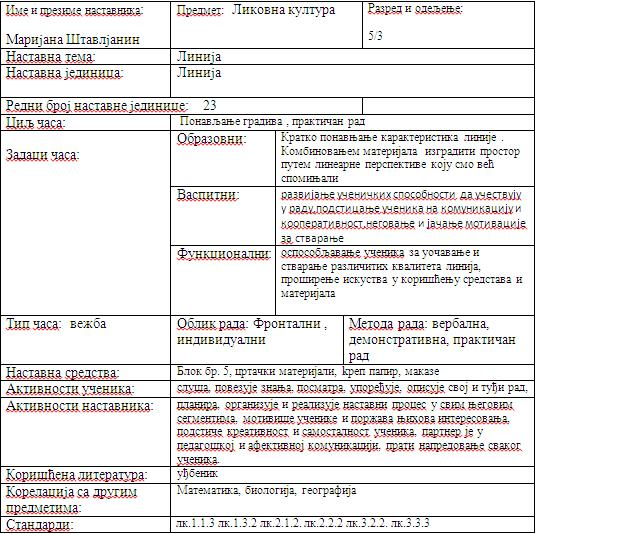 Име и презиме наставника:
Маријана Штавлјанин
Предмет: Ликовна култура
Разред и одељење:
5/3
Наставна тема:
Линија
Наставна јединица:
Линија
Редни број наставне јединице: 23
Циљ часа:
Понављање градива , практичан рад
Задаци часа:
Образовни:
Кратко понавњање карактеристика линије .
Комбиновањем материјала изградити простор
путем линеарне перспективе коју смо већ
спомињали
Васпитни:
развијање ученичких способности, да учествују
у раду,подстицање ученика на комуникацију и
кооперативност,неговање и јачање мотивације
за стварање
Функционални:
оспособљавање ученика за уочавање и
стварање различитих квалитета линија,
проширење искуства у коришћењу средстава и
материјала
Тип часа: вежба
Облик рада: Фронтални ,
индивидуални
Метода рада: вербална,
демонстративна, практичан
рад
Наставна средства:
Блок бр. 5, пртачки материјали, kреп папир, маказе
Активности ученика:
слуша, повезује знања, посматра, упоређује, описује свој и туђи рад,
Активности наставника:
планира, организује и реализује наставни процес у свим његовим
сегментима, мотивише ученике и поржава њихова интересовања,
подстиче креативност и самосталност ученика, партнер је у
педагошкој и афективној комуникацији, прати напредовање сваког
ученика.
Коришћена литература:
уџбеник
Корелација са другим
предметима:
Математика, биологија, географија
Стандарди:
лк.1.1.3 лк.1.3.2 лк.2.1.2. лк.2.2.2 лк.3.2.2. лк.3.3.3